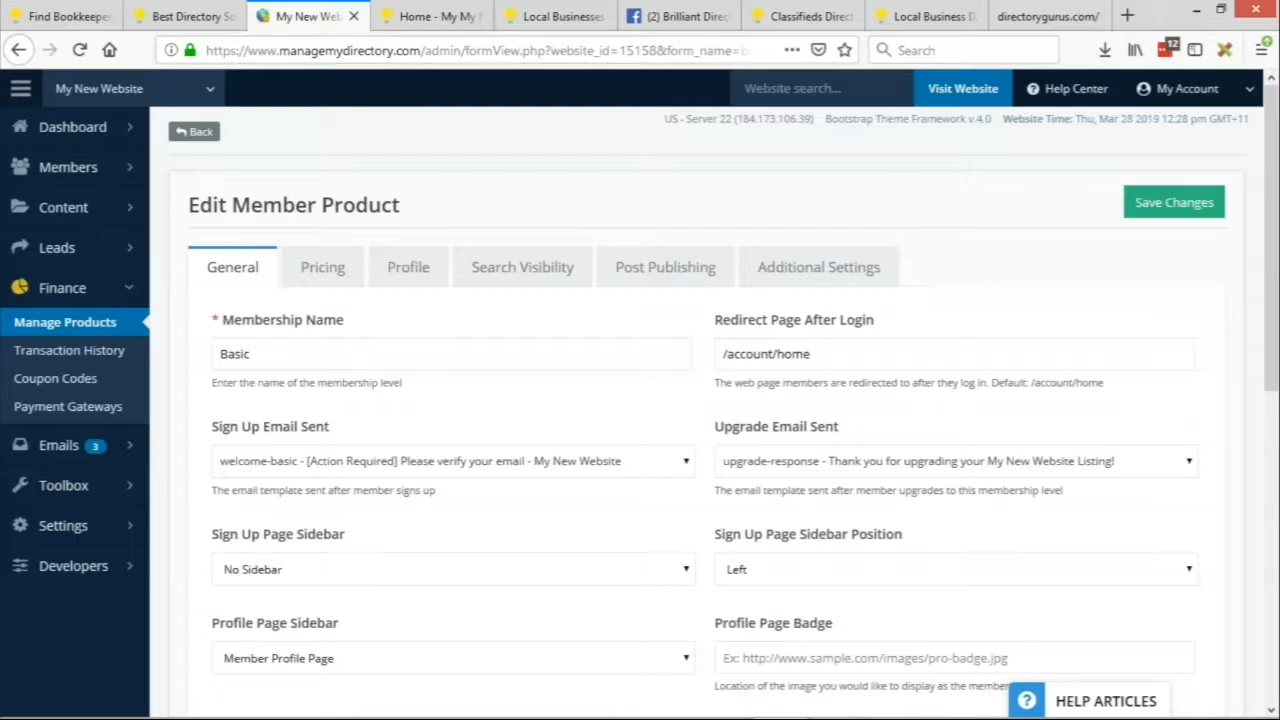 Find Bookkeepe
Best Directory So
My New Web
Home - My My
Local Businesses
(2) Brilliant Direc
Classifieds Direct
Local Business D
directorygurus.com/
https://www.managemydirectory.com/admin/formView.php?website_id=15158&form_name=
Search
12
My New Website
Website search...
Visit Website
Help Center
My Account
Dashboard
Members
Content
Leads
Finance
Manage Products
Transaction History
Coupon Codes
Payment Gateways
Emails 3
Toolbox
Settings
Developers
Back
US - Server 22 (184.173.106.39) Bootstrap Theme Framework v.4.0 Website Time: Thu, Mar 28 2019 12:28 pm GMT+11
Edit Member Product
Save Changes
General
Pricing
Profile
Search Visibility
Post Publishing
Additional Settings
* Membership Name
Basic
Enter the name of the membership level
Redirect Page After Login
/account/home
The web page members are redirected to after they log in. Default: /account/home
Sign Up Email Sent
welcome-basic - [Action Required] Please verify your email - My New Website
The email template sent after member signs up
Upgrade Email Sent
upgrade-response - Thank you for upgrading your My New Website Listing!
The email template sent after member upgrades to this membership level
Sign Up Page Sidebar
No Sidebar
Sign Up Page Sidebar Position
Left
Profile Page Sidebar
Member Profile Page
Profile Page Badge
Ex: http://www.sample.com/images/pro-badge.jpg
Location of the image you would like to display as the member
? HELP ARTICLES